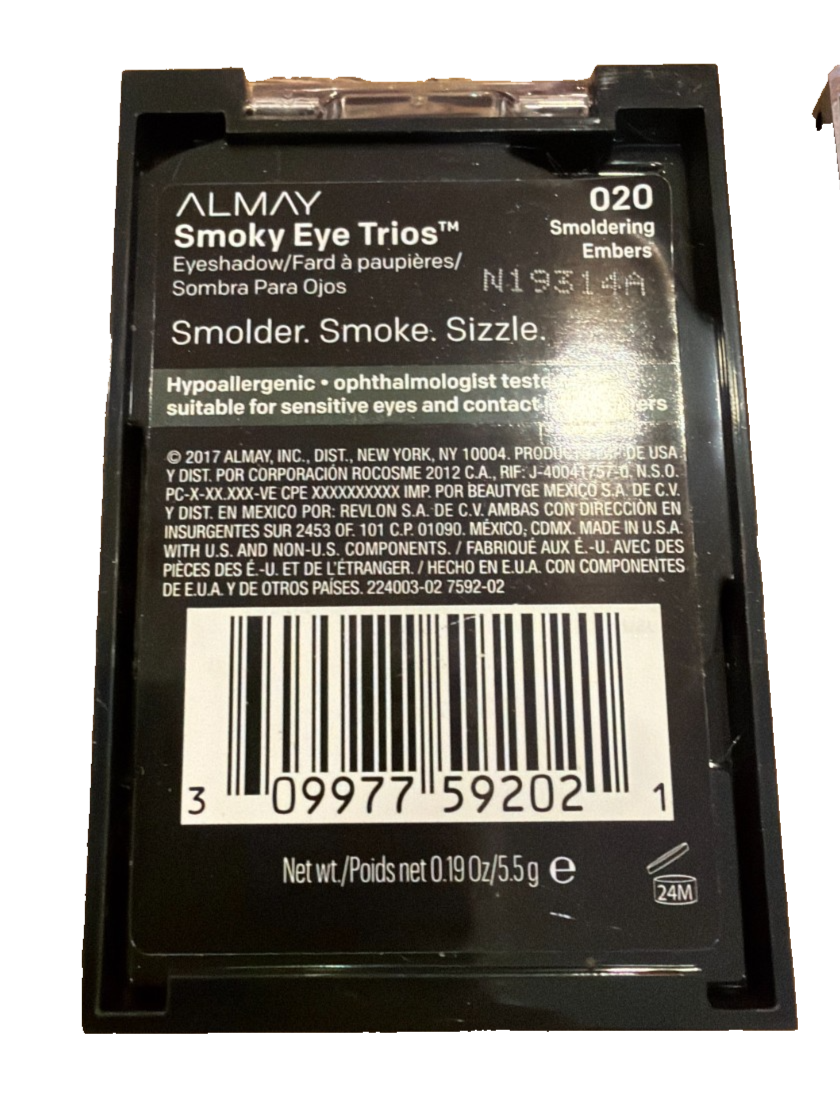 ALMAY
Smoky Eye Trios™
Eyeshadow/Fard à paupières/
Sombra Para Ojos
020
Smoldering
Embers
N19314A
Smolder. Smoke. Sizzle.
Hypoallergenic • ophthalmologist
suitable for sensitive eyes and contact
© 2017 ALMAY, INC., DIST., NEW YORK, NY 10004. DE USA
Y DIST. POR CORPORACIÓN ROCOSME 2012 C.A., RIF: J-40041757-0. N.S.O.
PC-X-XX.XXX-VE CPE XXXXXXXXXX IMP. POR BEAUTYGE MEXICO S.A. DE C.V.
Y DIST. EN MEXICO POR: REVLON S.A. DE C.V. AMBAS CON DIRECCIÓN EN
INSURGENTES SUR 2453 OF. 101 C.P. 01090. MÉXICO, CDMX. MADE IN U.S.A.
WITH U.S. AND NON-U.S. COMPONENTS. / FABRIQUÉ AUX É.-U. AVEC DES
PIÈCES DES É.-U. ET DE L'ÉTRANGER. / HECHO EN E.U.A. CON COMPONENTES
DE E.U.A. Y DE OTROS PAÍSES. 224003-02 7592-02
3 09977 59202 1
Net wt./Poids net 0.19 Oz/5.5 g ℮
24M